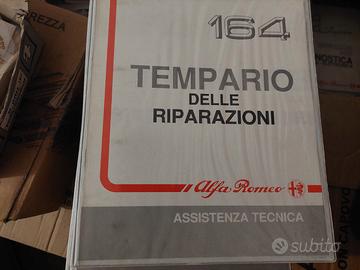 164
TEMPARIO
DELLE
RIPARAZIONI
Alfa Romeo
ASSISTENZA TECNICA
subito